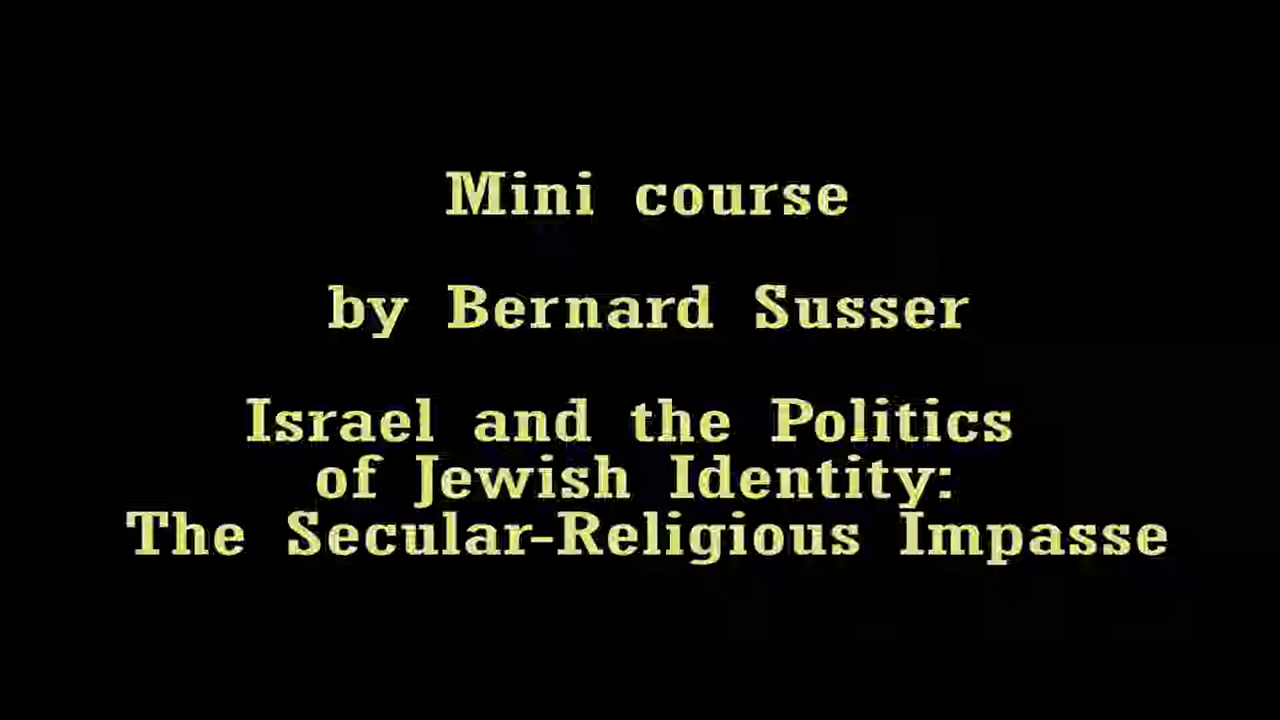 Mini course
by Bernard Susser
Israel and the Politics
of Jewish Identity:
The Secular-Religious Impasse